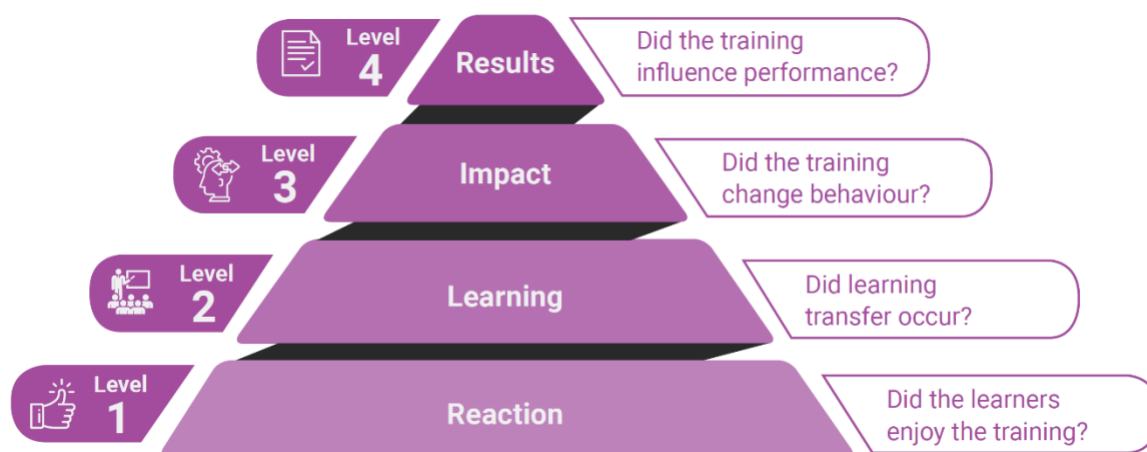 Level
4
Results
Did the training
influence performance?
Level
3
Impact
Did the training
change behaviour?
Level
2
Learning
Did learning
transfer occur?
Level
1
Reaction
Did the learners
enjoy the training?